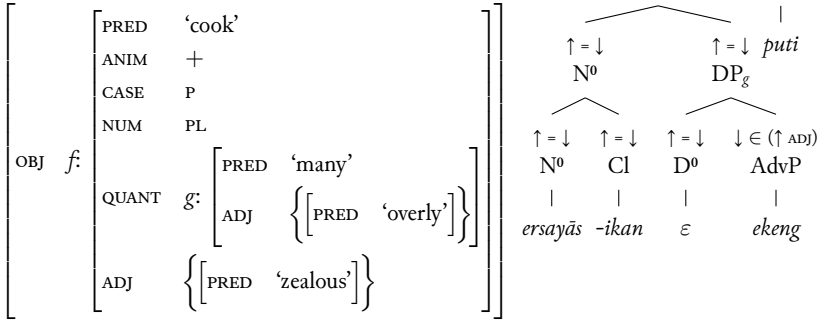 PRED ‘cook’
ANIM +
CASE P
NUM PL
OBJ f:
QUANT g: PRED ‘many’
ADJ {[PRED ‘overly’]}
ADJ {[PRED ‘zealous’]}
↑ = ↓ ↑ = ↓ puti
N⁰ DP_g
↑ = ↓ ↑ = ↓ ↑ = ↓ ↓ ∈ (↑ ADJ)
N⁰ Cl D⁰ AdvP
ersayās -ikan ε ekeng